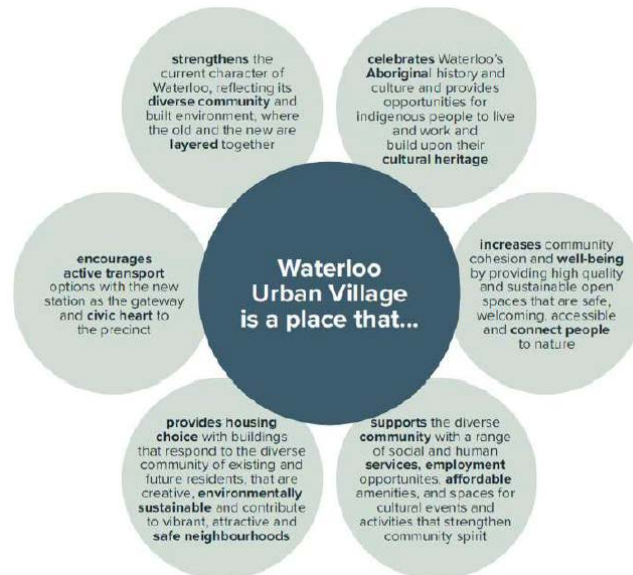 strengthens the
current character of
Waterloo, reflecting its
diverse community and
built environment, where
the old and the new are
layered together
celebrates Waterloo's
Aboriginal history and
culture and provides
opportunities for
indigenous people to live
and work and
build upon their
cultural heritage
encourages
active transport
options with the new
station as the gateway
and civic heart to
the precinct
Waterloo
Urban Village
is a place that...
increases community
cohesion and well-being
by providing high quality
and sustainable open
spaces that are safe,
welcoming, accessible
and connect people
to nature
provides housing
choice with buildings
that respond to the diverse
community of existing and
future residents, that are
creative, environmentally
sustainable and contribute
to vibrant, attractive and
safe neighbourhoods
supports the diverse
community with a range
of social and human
services, employment
opportunites, affordable
amenities, and spaces for
cultural events and
activities that strengthen
community spirit